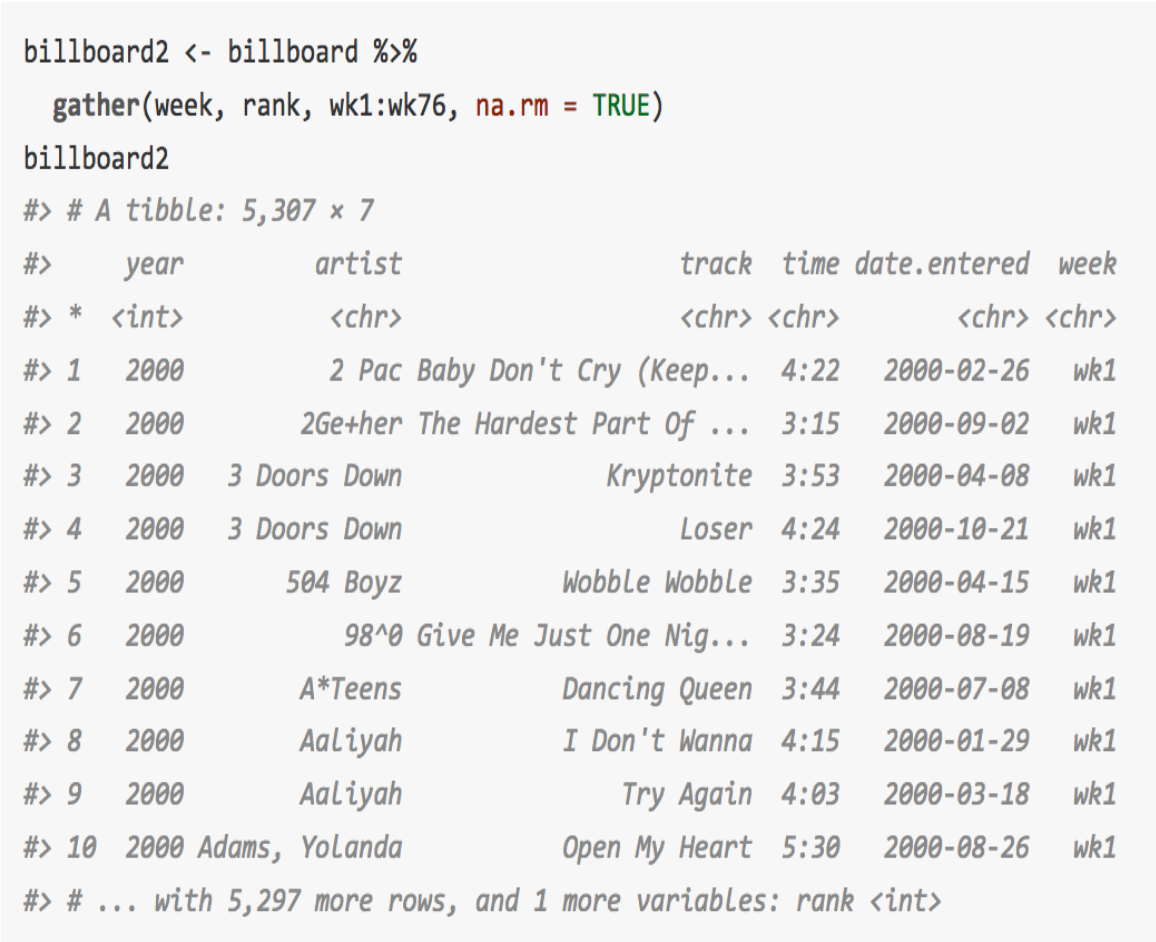 billboard2 <- billboard %>%
  gather(week, rank, wk1:wk76, na.rm = TRUE)
billboard2
#> # A tibble: 5,307 × 7
#>     year         artist                   track  time date.entered  week
#> *  <int>          <chr>                   <chr> <chr>        <chr> <chr>
#> 1   2000          2 Pac Baby Don't Cry (Keep...  4:22   2000-02-26   wk1
#> 2   2000        2Ge+her The Hardest Part Of ...  3:15   2000-09-02   wk1
#> 3   2000   3 Doors Down              Kryptonite  3:53   2000-04-08   wk1
#> 4   2000   3 Doors Down                   Loser  4:24   2000-10-21   wk1
#> 5   2000       504 Boyz           Wobble Wobble  3:35   2000-04-15   wk1
#> 6   2000           98^0 Give Me Just One Nig...  3:24   2000-08-19   wk1
#> 7   2000        A*Teens           Dancing Queen  3:44   2000-07-08   wk1
#> 8   2000        Aaliyah           I Don't Wanna  4:15   2000-01-29   wk1
#> 9   2000        Aaliyah               Try Again  4:03   2000-03-18   wk1
#> 10  2000 Adams, Yolanda           Open My Heart  5:30   2000-08-26   wk1
#> # ... with 5,297 more rows, and 1 more variables: rank <int>